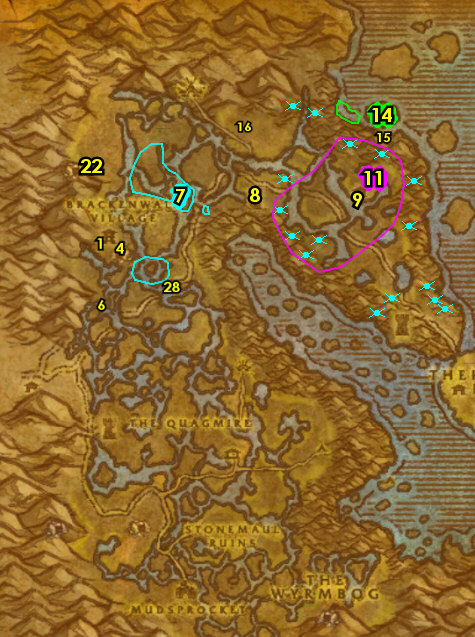 14
16
15
22
11
7
8
9
BRACKENWALL
VILLAGE
1
4
28
6
THER
THE QUAGMIRE
STONEMAUL
RUINS
THE
WYRMBOG
MUDSPROCKET